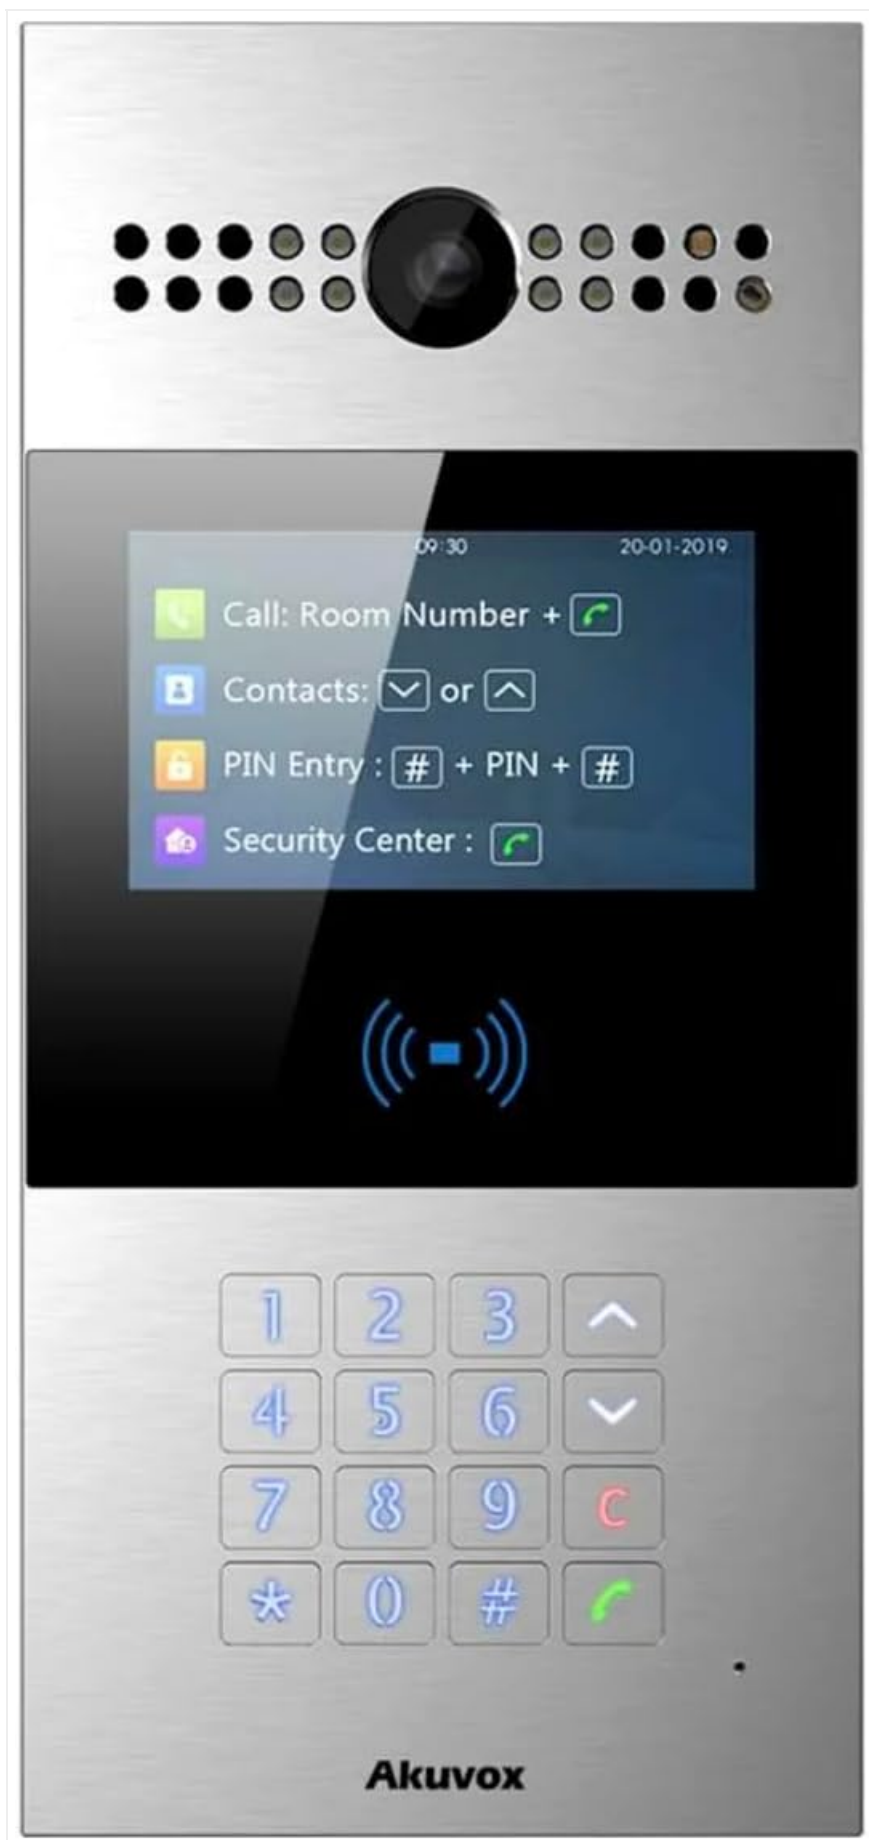 09:30 20-01-2019
Call: Room Number +
Contacts: or
PIN Entry : # + PIN + #
Security Center :
1 2 3
4 5 6
7 8 9 C
* 0 #
Akuvox